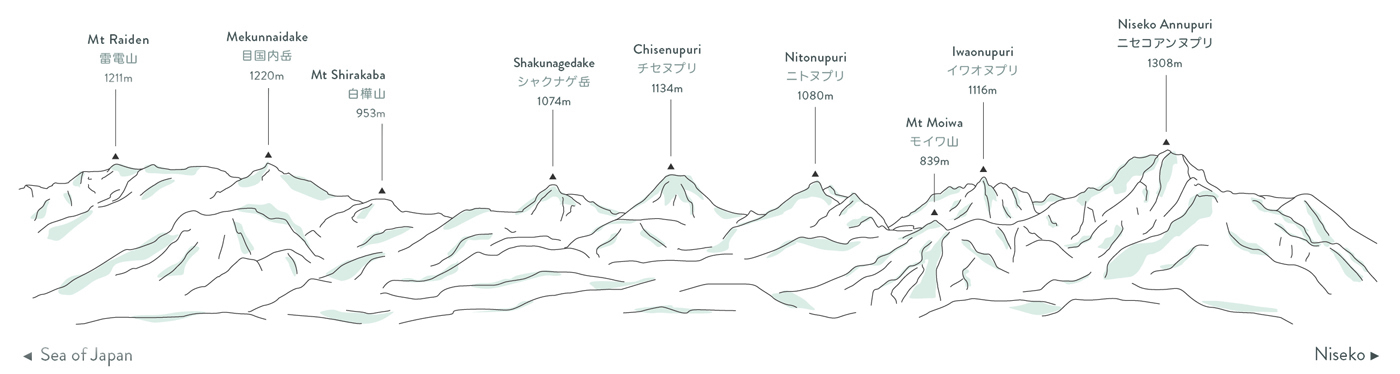 Mt Raiden
雷電山
1211m
Mekunnaidake
目国内岳
1220m
Mt Shirakaba
白樺山
953m
Shakunagedake
シャクナゲ岳
1074m
Chisenupuri
チセヌプリ
1134m
Nitonupuri
ニトヌプリ
1080m
Mt Moiwa
モイワ山
839m
Iwaonupuri
イワオヌプリ
1116m
Niseko Annupuri
ニセコアンヌプリ
1308m
◀ Sea of Japan
Niseko ▶